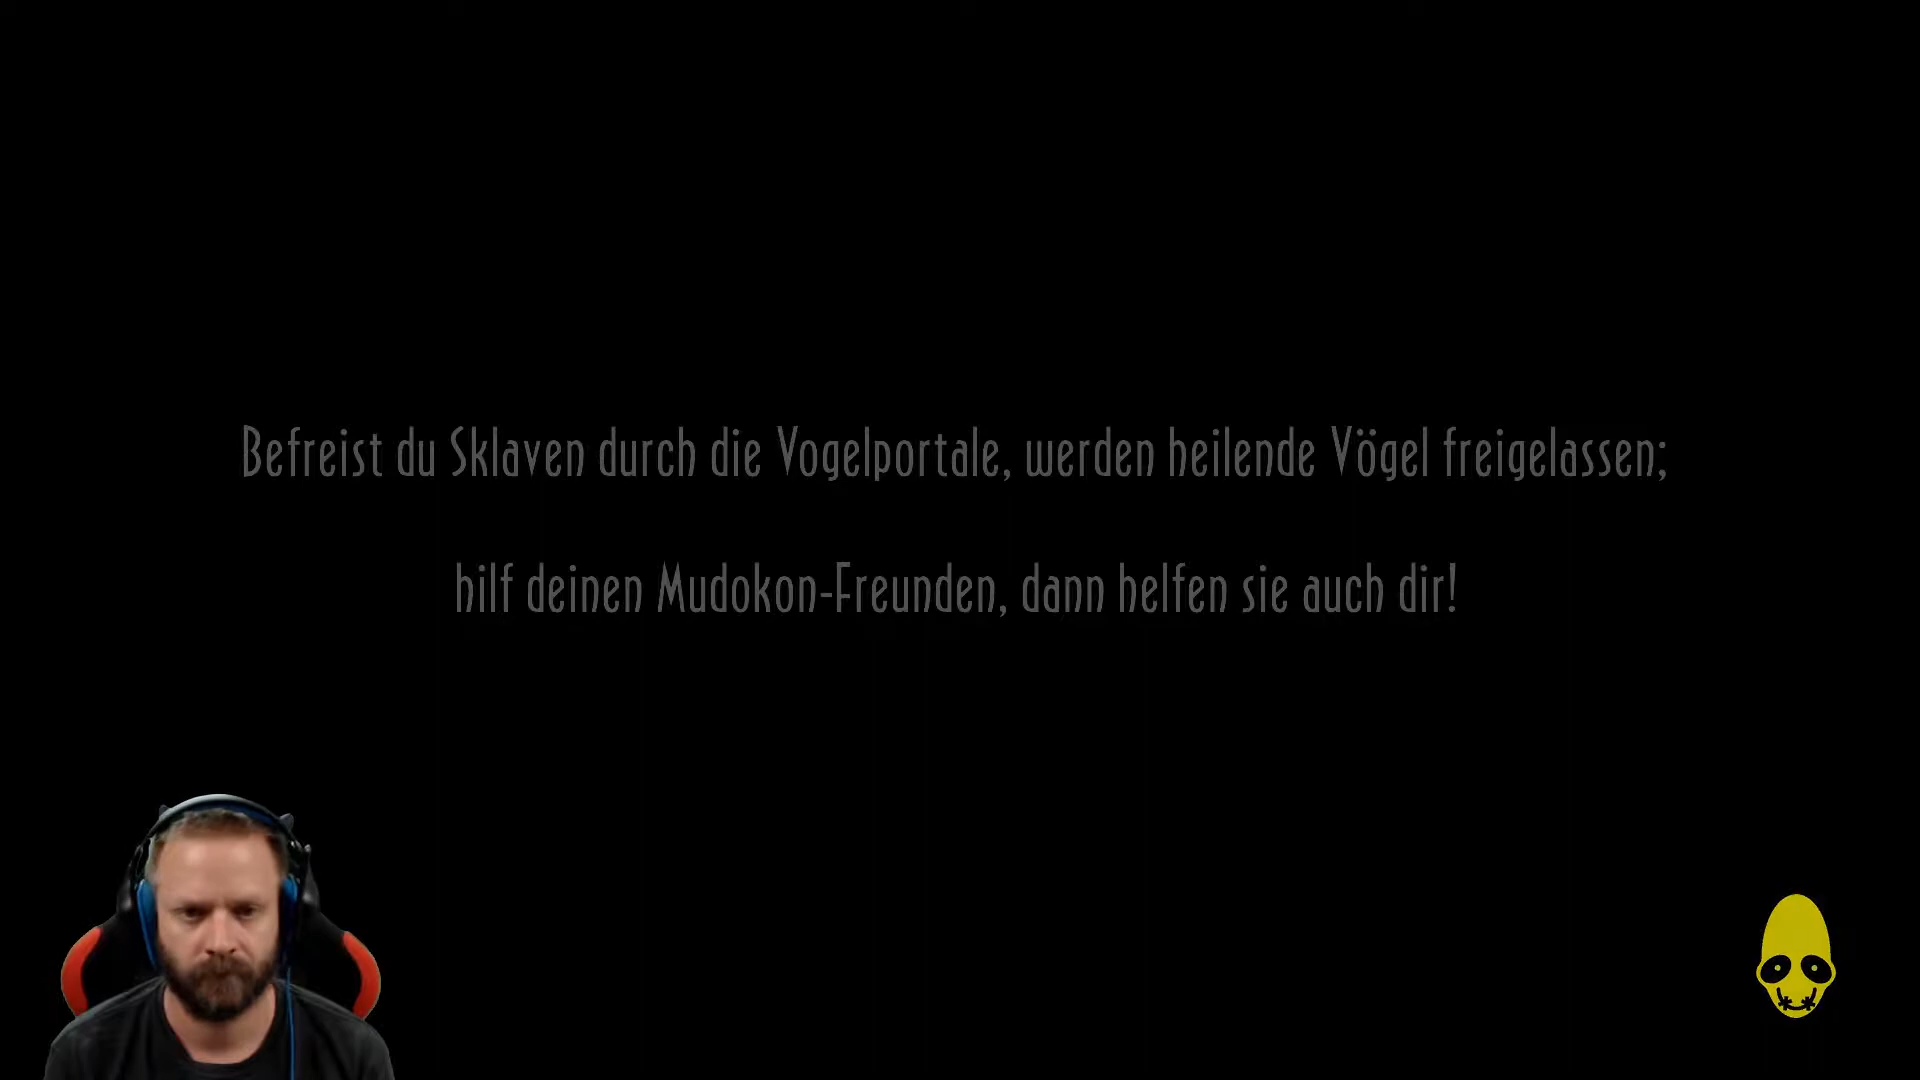 Befreist du Sklaven durch die Vogelportale, werden heilende Vögel freigelassen;
hilf deinen Mudokon-Freunden, dann helfen sie auch dir!